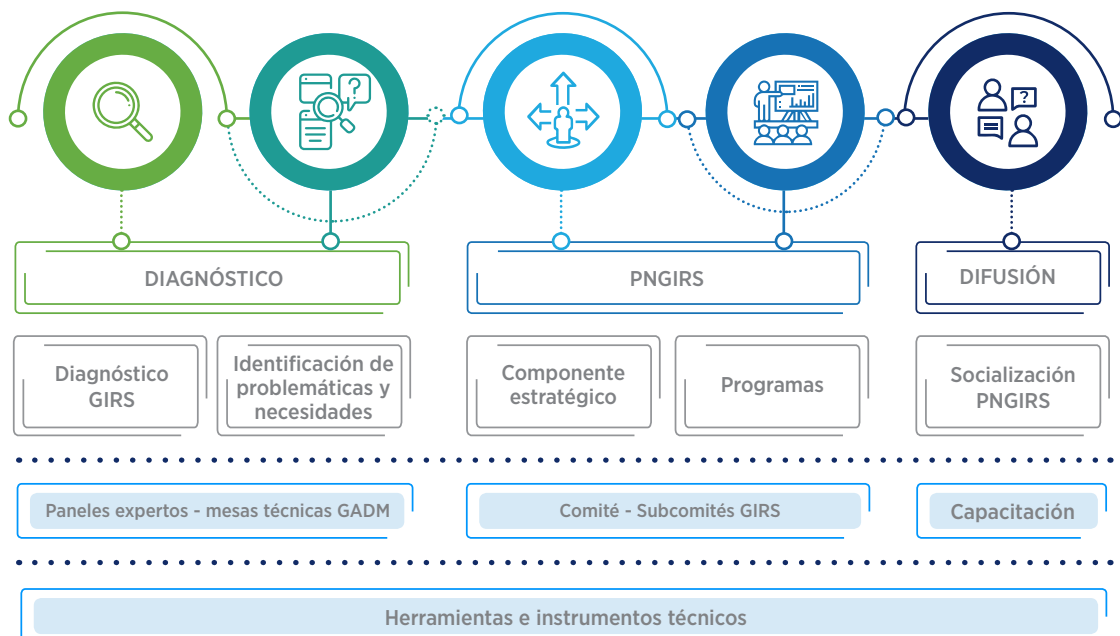 ?
?
DIAGNÓSTICO
PNGIRS
DIFUSIÓN
Diagnóstico
GIRS
Identificación de
problemáticas y
necesidades
Componente
estratégico
Programas
Socialización
PNGIRS
Paneles expertos - mesas técnicas GADM
Comité - Subcomités GIRS
Capacitación
Herramientas e instrumentos técnicos